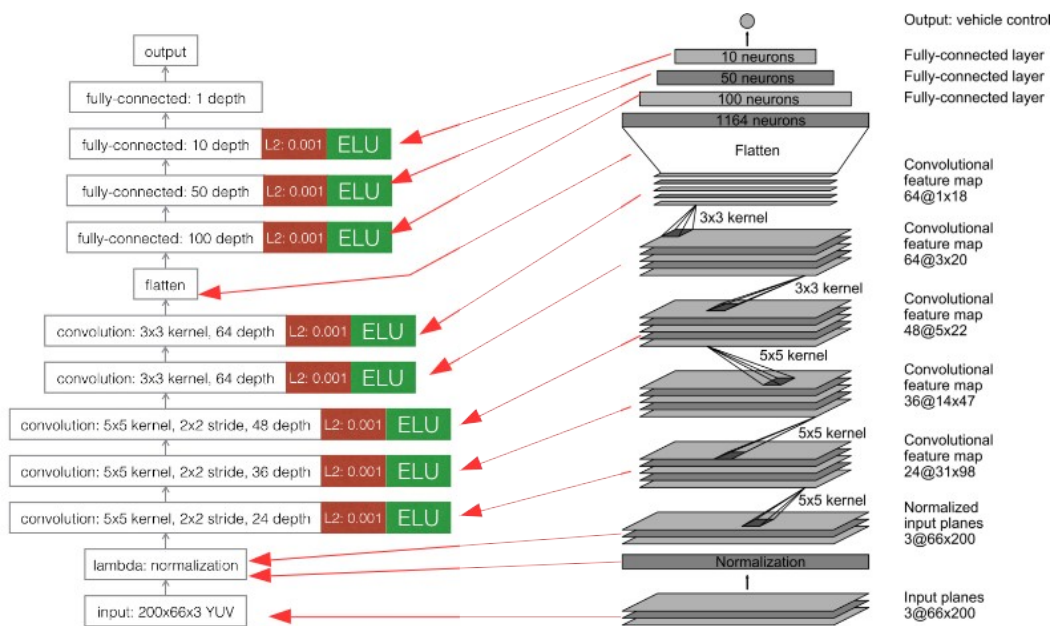 output
fully-connected: 1 depth
fully-connected: 10 depth L2: 0.001 ELU
fully-connected: 50 depth L2: 0.001 ELU
fully-connected: 100 depth L2: 0.001 ELU
flatten
convolution: 3x3 kernel, 64 depth L2: 0.001 ELU
convolution: 3x3 kernel, 64 depth L2: 0.001 ELU
convolution: 5x5 kernel, 2x2 stride, 48 depth L2: 0.001 ELU
convolution: 5x5 kernel, 2x2 stride, 36 depth L2: 0.001 ELU
convolution: 5x5 kernel, 2x2 stride, 24 depth L2: 0.001 ELU
lambda: normalization
input: 200x66x3 YUV
10 neurons
50 neurons
100 neurons
1164 neurons
Flatten
3x3 kernel
3x3 kernel
5x5 kernel
5x5 kernel
5x5 kernel
Normalization
Output: vehicle control
Fully-connected layer
Fully-connected layer
Fully-connected layer
Convolutional
feature map
64@1x18
Convolutional
feature map
64@3x20
Convolutional
feature map
48@5x22
Convolutional
feature map
36@14x47
Convolutional
feature map
24@31x98
Normalized
input planes
3@66x200
Input planes
3@66x200